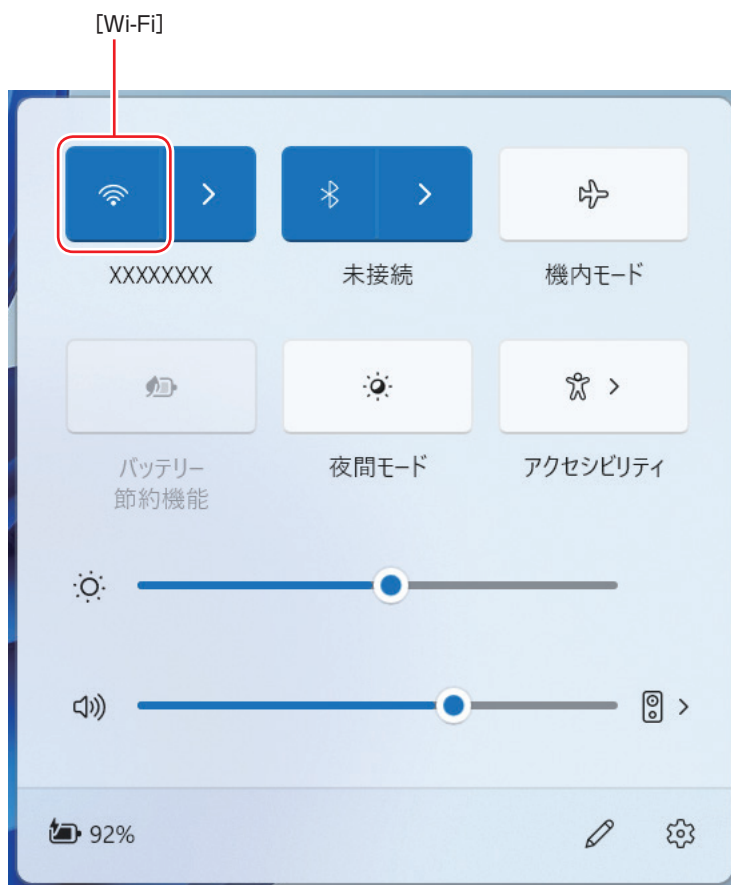 [Wi-Fi]
XXXXXXXX
未接続
機内モード
バッテリー
節約機能
夜間モード
アクセシビリティ
92%